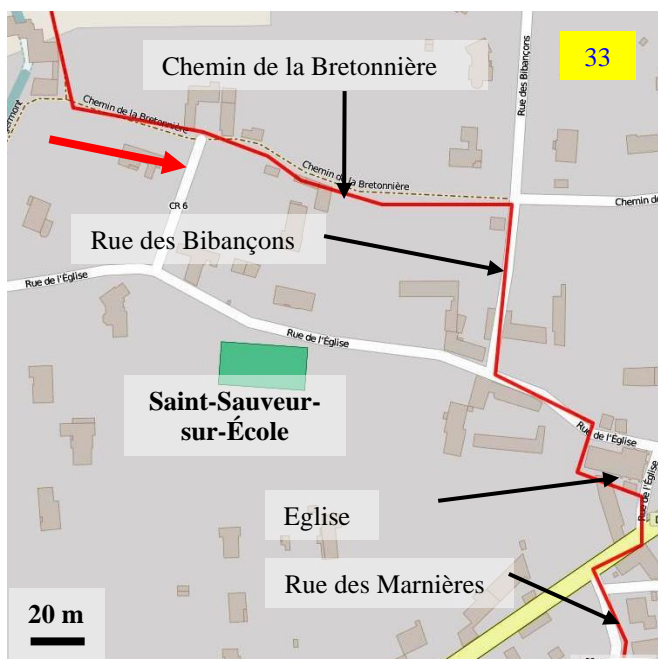 33
Chemin de la Bretonnière
Rue des Bibançons
Chemin de la Bretonnière
Chemin de la Bretonnière
Chemin de
CR 6
Rue des Bibançons
Rue de l'Église
Rue de l'Église
Saint-Sauveur-
sur-École
Rue de l'Église
Rue de l'Église
Eglise
D
Rue des Marnières
20 m